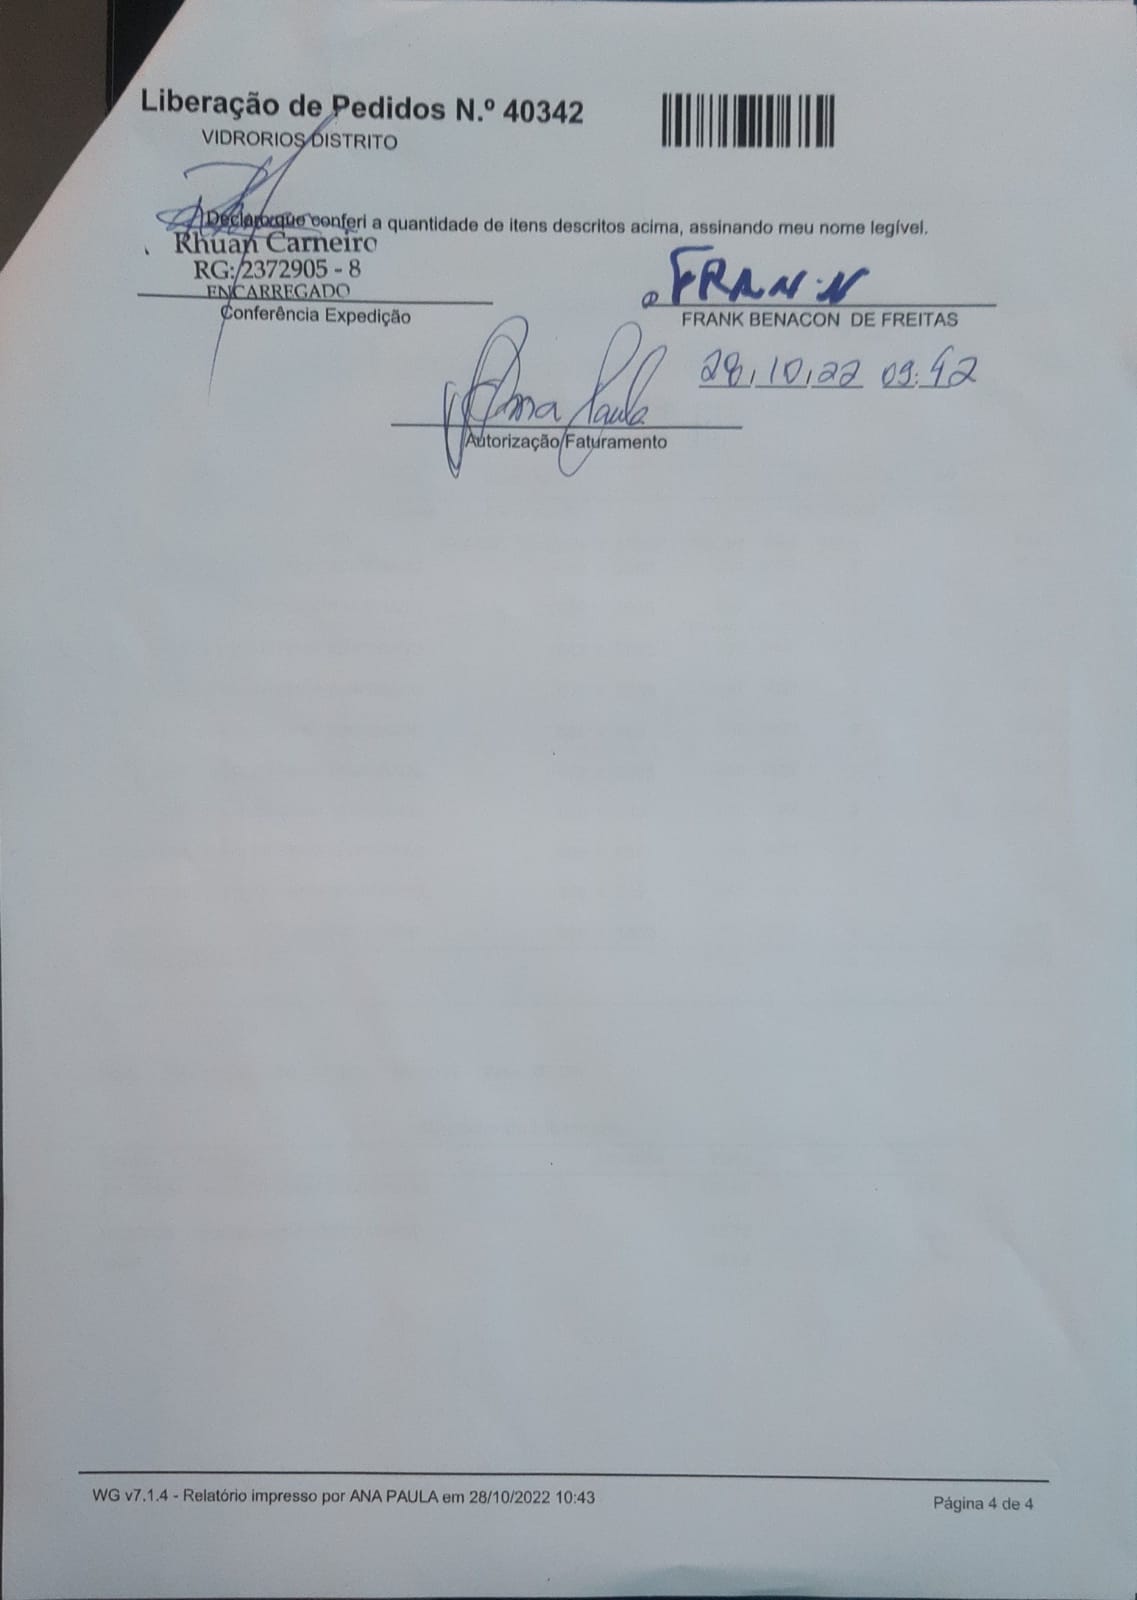 Liberação de Pedidos N.º 40342
VIDRORIOS DISTRITO
Declaro que conferi a quantidade de itens descritos acima, assinando meu nome legível.
Rhuan Carneiro
RG: 2372905 - 8
ENCARREGADO
Conferência Expedição
FRANN
FRANK BENACON DE FREITAS
28/10/22 09:42
Ana Paula
Autorização Faturamento
WG v7.1.4 - Relatório impresso por ANA PAULA em 28/10/2022 10:43
Página 4 de 4